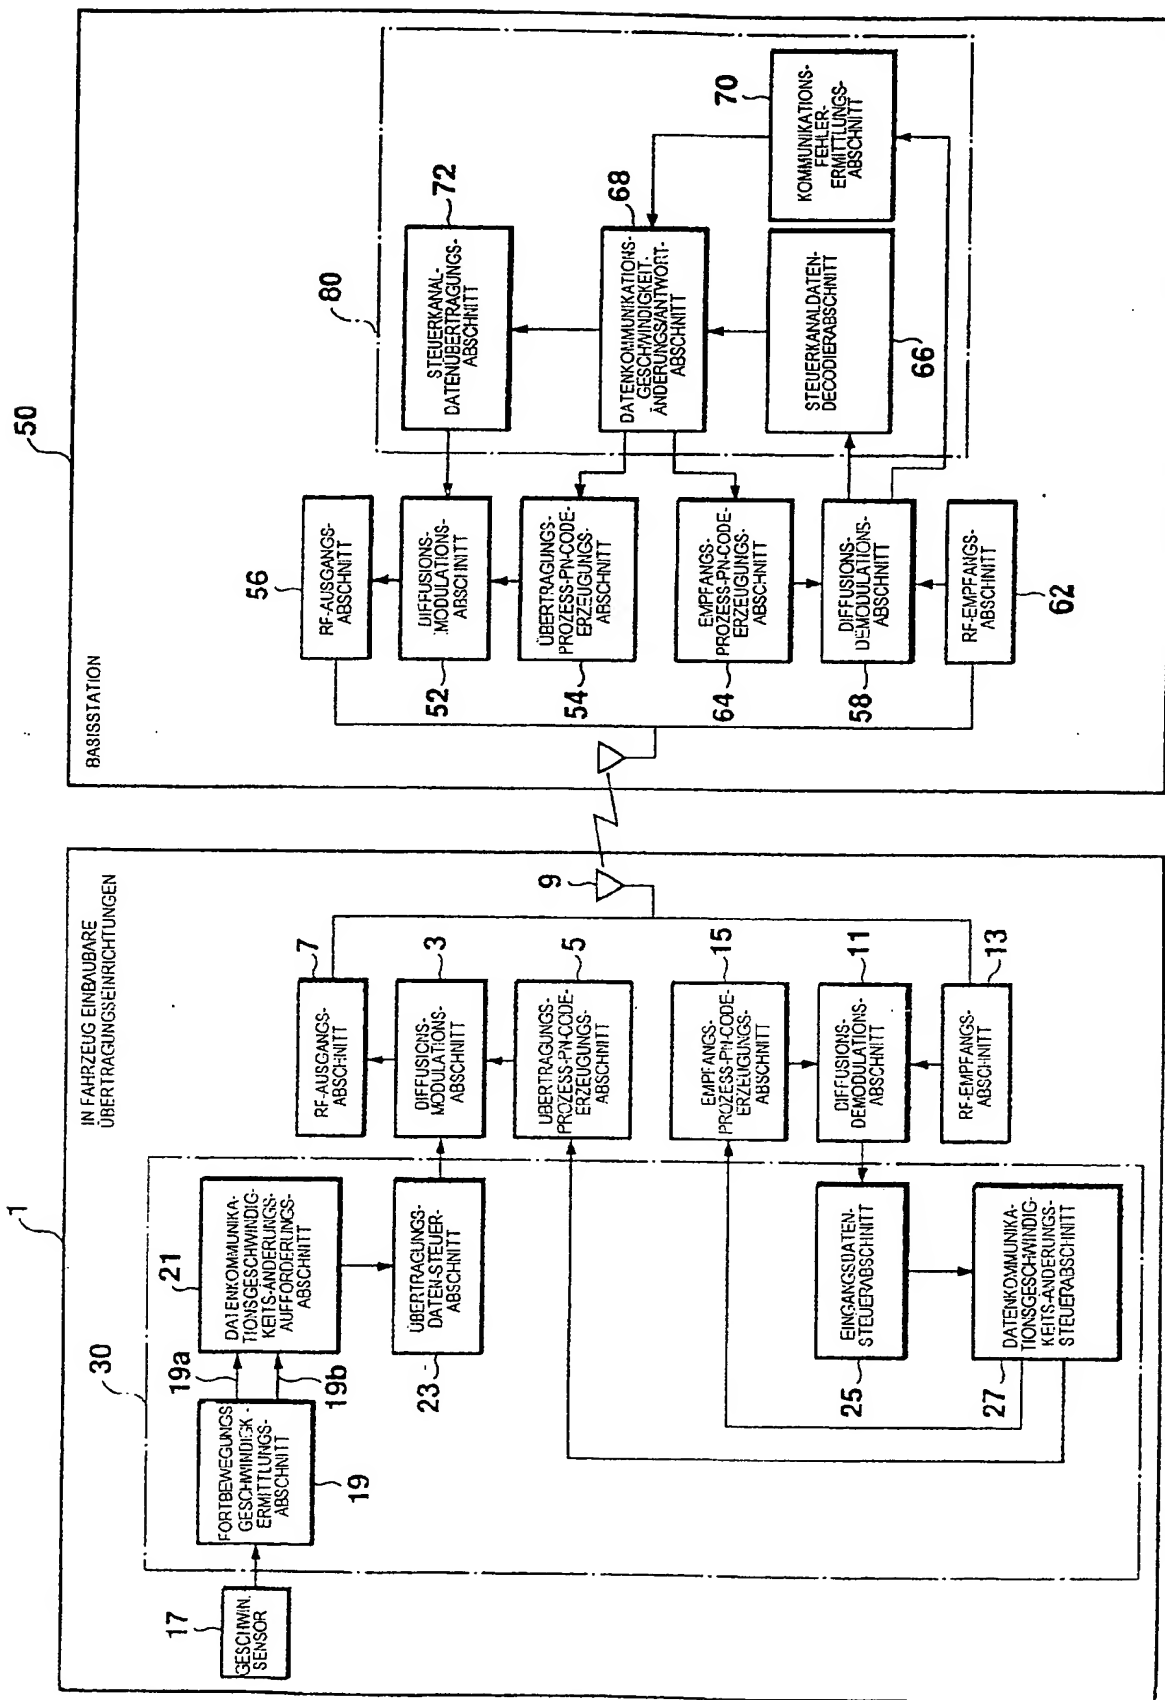 1
IN FAHRZEUG EINBAUBARE
ÜBERTRAGUNGSEINRICHTUNGEN
17
GESCHWIN.
SENSOR
30
FORTBEWEGUNGS
GESCHWINDIGK-
ERMITTLUNGS-
ABSCHNITT
19
19a
19b
21
DATENKOMMUNIKA-
TIONSGESCHWINDIG-
KEITS-ÄNDERUNGS-
AUFFORDERUNGS-
ABSCHNITT
ÜBERTRAGUNGS-
DATEN-STEUER-
ABSCHNITT
23
EINGANGSDATEN-
STEUERABSCHNITT
25
DATENKOMMUNIKA-
TIONSGESCHWINDIG-
KEITS-ÄNDERUNGS-
STEUERABSCHNITT
27
7
RF-AUSGANGS-
ABSCHNITT
3
DIFFUSIONS-
MODULATIONS-
ABSCHNITT
5
ÜBERTRAGUNGS-
PROZESS-PN-CODE-
ERZEUGUNGS-
ABSCHNITT
15
EMPFANGS-
PROZESS-PN-CODE-
ERZEUGUNGS-
ABSCHNITT
11
DIFFUSIONS-
DEMODULATIONS-
ABSCHNITT
13
RF-EMPFANGS-
ABSCHNITT
9
50
BASISSTATION
56
RF-AUSGANGS-
ABSCHNITT
DIFFUSIONS-
MODULATIONS-
ABSCHNITT
52
ÜBERTRAGUNGS-
PROZESS-PN-CODE-
ERZEUGUNGS-
ABSCHNITT
54
EMPFANGS-
PROZESS-PN-CODE-
ERZEUGUNGS-
ABSCHNITT
64
DIFFUSIONS-
DEMODULATIONS
ABSCHNITT
58
RF-EMPFANGS-
ABSCHNITT
62
80
STEUERKANAL-
DATENÜBERTRAGUNGS-
ABSCHNITT
72
DATENKOMMUNIKATIONS-
GESCHWINDIGKEIT-
ÄNDERUNGS/ANTWORT-
ABSCHNITT
68
STEUERKANALDATEN-
DECODIERABSCHNITT
66
KOMMUNIKATIONS-
FEHLER-
ERMITTLUNGS-
ABSCHNITT
70